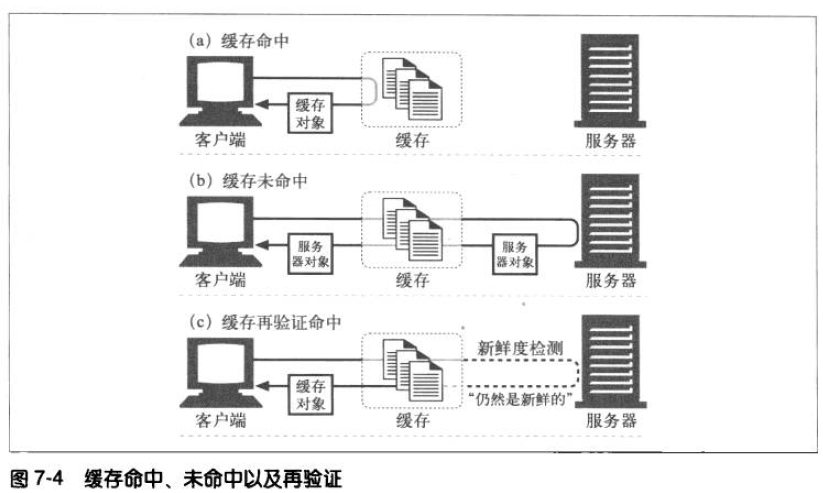 （a）缓存命中
缓存
对象
客户端
缓存
服务器
（b）缓存未命中
服务
器对象
服务
器对象
客户端
缓存
服务器
（c）缓存再验证命中
新鲜度检测
缓存
对象
“仍然是新鲜的”
客户端
缓存
服务器
图 7-4 缓存命中、未命中以及再验证